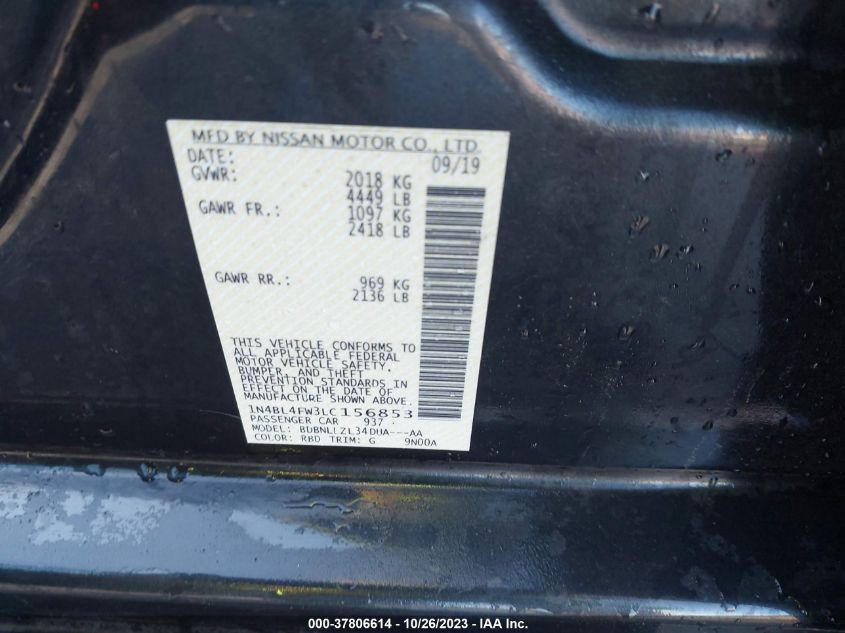 MFD BY NISSAN MOTOR CO., LTD.
DATE: 09/19
GVWR: 2018 KG
4449 LB
GAWR FR.: 1097 KG
2418 LB
GAWR RR.: 969 KG
2136 LB
THIS VEHICLE CONFORMS TO
ALL APPLICABLE FEDERAL
MOTOR VEHICLE SAFETY,
BUMPER, AND THEFT
PREVENTION STANDARDS IN
EFFECT ON THE DATE OF
MANUFACTURE SHOWN ABOVE.
1N4BL4FW3LC156853
PASSENGER CAR 937
MODEL: BDBNLLZL34DUA---AA
COLOR: RBD TRIM: G 9N00A
000-37806614 - 10/26/2023 - IAA Inc.